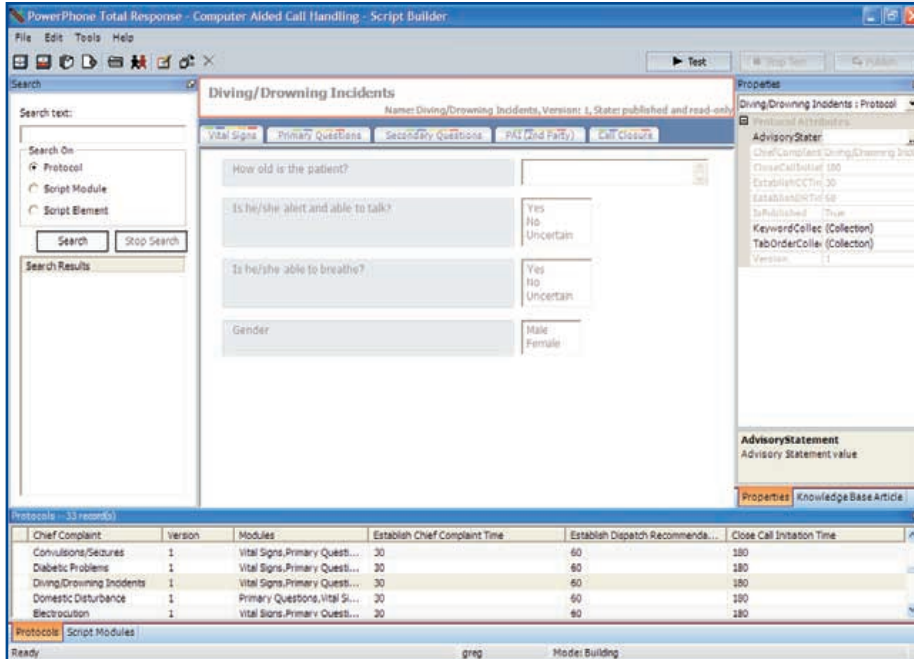 PowerPhone Total Response - Computer Aided Call Handling - Script Builder
File Edit Tools Help
Test Stop Test Publish
Search
Search text:
Search On
Protocol
Script Module
Script Element
Search Stop Search
Search Results
Diving/Drowning Incidents
Name: Diving/Drowning Incidents, Version: 1, State: published and read-only
Vital Signs Primary Questions Secondary Questions PAI (2nd Party) Call Closure
How old is the patient?
Is he/she alert and able to talk?
Yes
No
Uncertain
Is he/she able to breathe?
Yes
No
Uncertain
Gender
Male
Female
Properties
Diving/Drowning Incidents : Protocol
Protocol Attributes
AdvisoryStater
ChiefComplaint Diving/Drowning Incid
CloseCallInitiat 180
EstablishCCTim 30
EstablishDRTim 60
IsPublished True
KeywordCollec (Collection)
TabOrderCollec (Collection)
Version 1
AdvisoryStatement
Advisory Statement value
Properties Knowledge Base Article
Protocols -- 33 record(s)
Chief Complaint Version Modules Establish Chief Complaint Time Establish Dispatch Recommenda... Close Call Initiation Time
Convulsions/Seizures 1 Vital Signs,Primary Questi... 30 60 180
Diabetic Problems 1 Vital Signs,Primary Questi... 30 60 180
Diving/Drowning Incidents 1 Vital Signs,Primary Questi... 30 60 180
Domestic Disturbance 1 Primary Questions,Vital Si... 30 60 180
Electrocution 1 Vital Signs,Primary Questi... 30 60 180
Protocols Script Modules
Ready greg Mode: Building